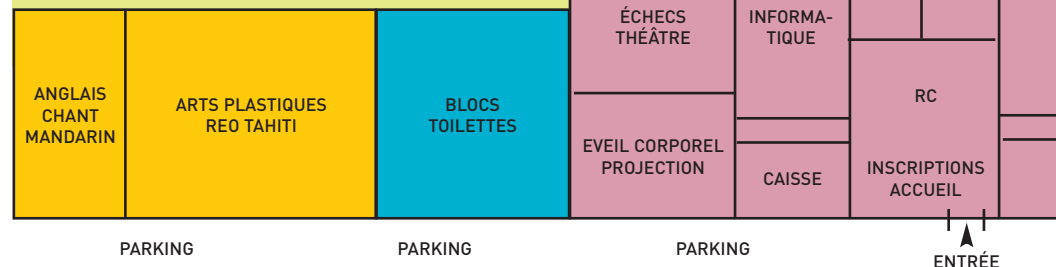 ÉCHECS
THÉÂTRE
INFORMA-
TIQUE
ANGLAIS
CHANT
MANDARIN
ARTS PLASTIQUES
REO TAHITI
BLOCS
TOILETTES
RC
EVEIL CORPOREL
PROJECTION
CAISSE
INSCRIPTIONS
ACCUEIL
PARKING
PARKING
PARKING
ENTRÉE